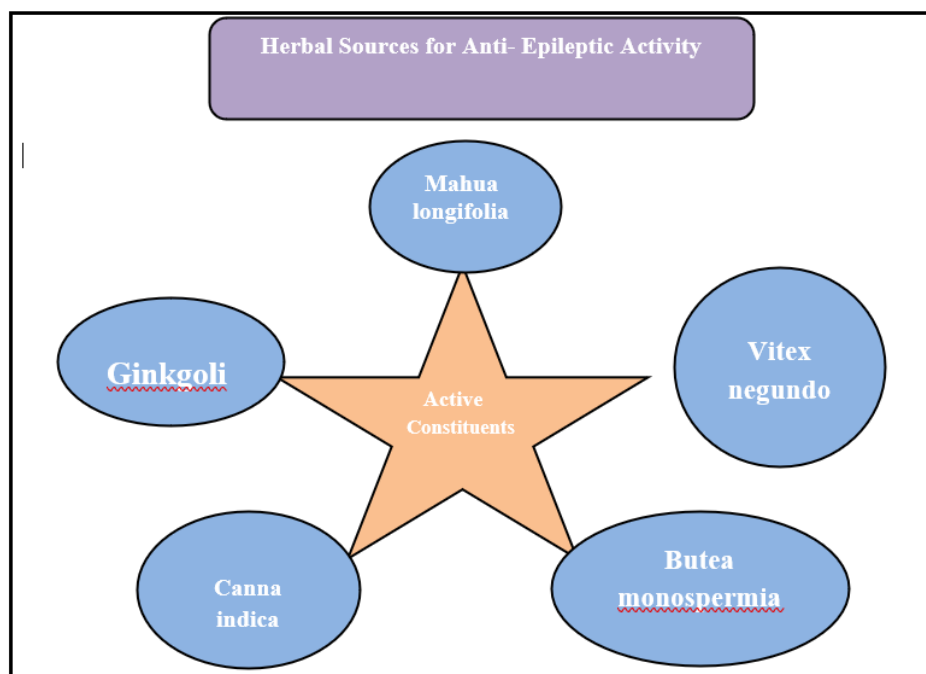 Herbal Sources for Anti- Epileptic Activity
Mahua
longifolia
Ginkgoli
Vitex
negundo
Active
Constituents
Canna
indica
Butea
monospermia